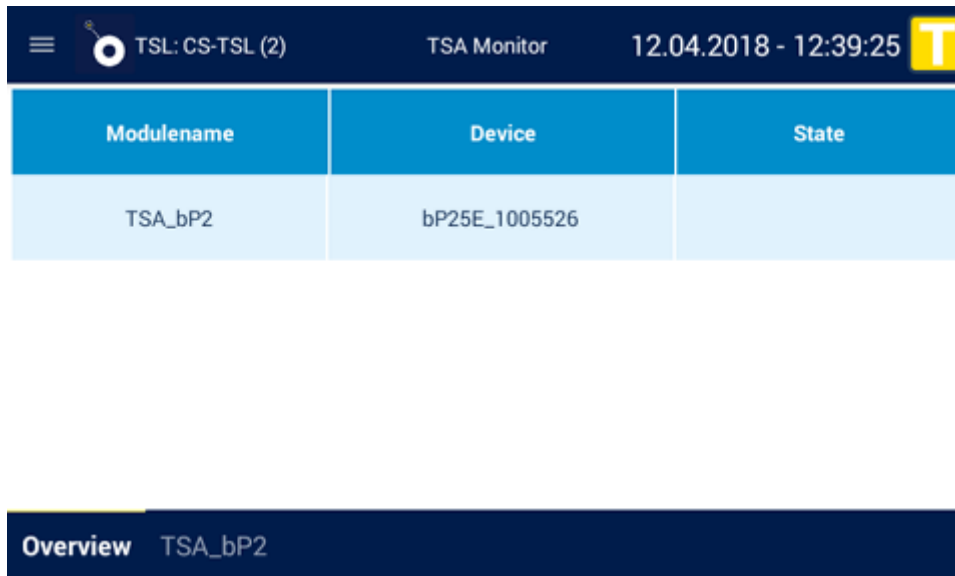 TSL: CS-TSL (2) TSA Monitor 12.04.2018 - 12:39:25 T
Modulename Device State
TSA_bP2 bP25E_1005526
Overview TSA_bP2